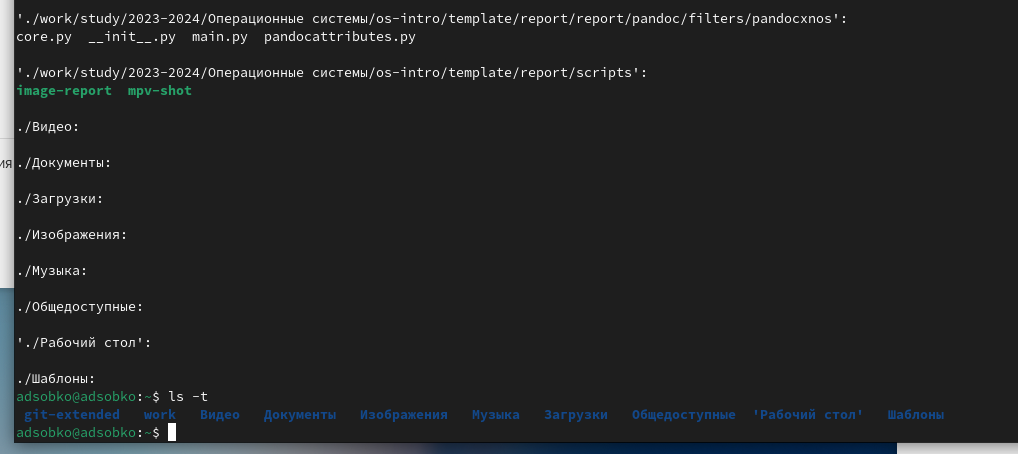 './work/study/2023-2024/Операционные системы/os-intro/template/report/report/pandoc/filters/pandocxnos':
core.py  __init__.py  main.py  pandocattributes.py
'./work/study/2023-2024/Операционные системы/os-intro/template/report/scripts':
image-report  mpv-shot
./Видео:
./Документы:
ия
./Загрузки:
./Изображения:
./Музыка:
./Общедоступные:
'./Рабочий стол':
./Шаблоны:
adsobko@adsobko:~$ ls -t
git-extended   work   Видео   Документы   Изображения   Музыка   Загрузки   Общедоступные  'Рабочий стол'   Шаблоны
adsobko@adsobko:~$